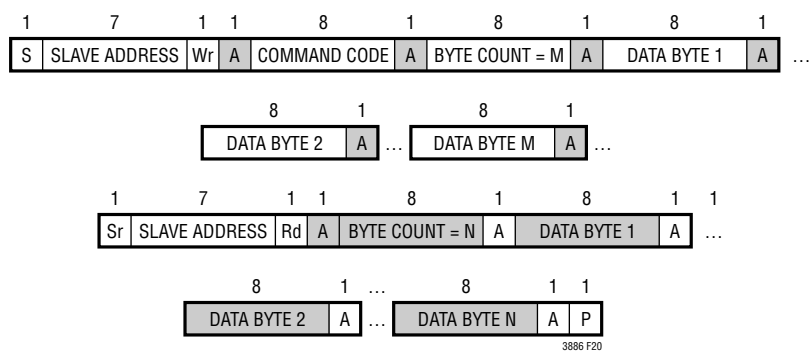 1 7 1 1 8 1 8 1 8 1
S SLAVE ADDRESS Wr A COMMAND CODE A BYTE COUNT = M A DATA BYTE 1 A …
8 1 8 1
DATA BYTE 2 A … DATA BYTE M A …
1 7 1 1 8 1 8 1 1
Sr SLAVE ADDRESS Rd A BYTE COUNT = N A DATA BYTE 1 A …
8 1 … 8 1 1
DATA BYTE 2 A … DATA BYTE N A P
3886 F20